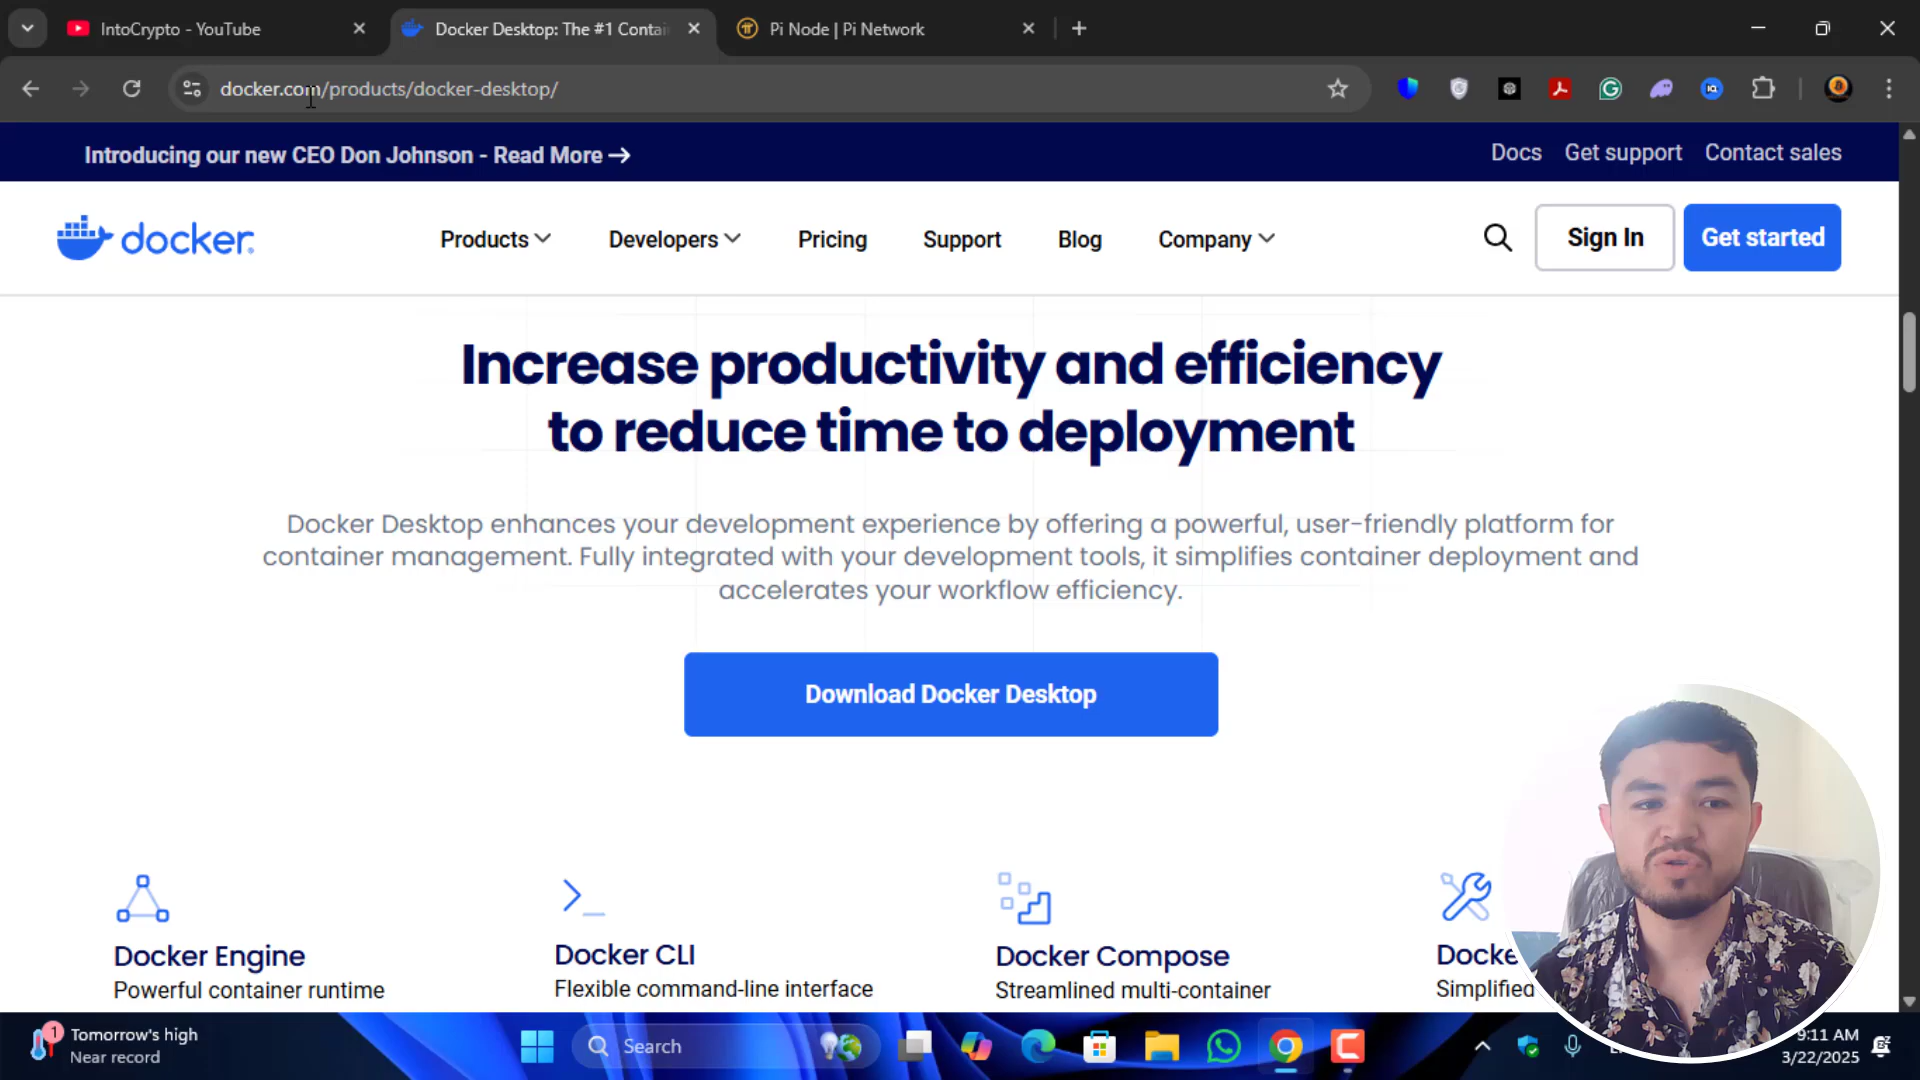 IntoCrypto - YouTube
Docker Desktop: The #1 Contai
Pi Node | Pi Network
docker.com/products/docker-desktop/
Introducing our new CEO Don Johnson - Read More →
Docs Get support Contact sales
docker
Products Developers Pricing Support Blog Company
Sign In
Get started
Increase productivity and efficiency
to reduce time to deployment
Docker Desktop enhances your development experience by offering a powerful, user-friendly platform for
container management. Fully integrated with your development tools, it simplifies container deployment and
accelerates your workflow efficiency.
Download Docker Desktop
Docker Engine
Powerful container runtime
Docker CLI
Flexible command-line interface
Docker Compose
Streamlined multi-container
Docke
Simplified
1
Tomorrow's high
Near record
Search
9:11 AM
3/22/2025